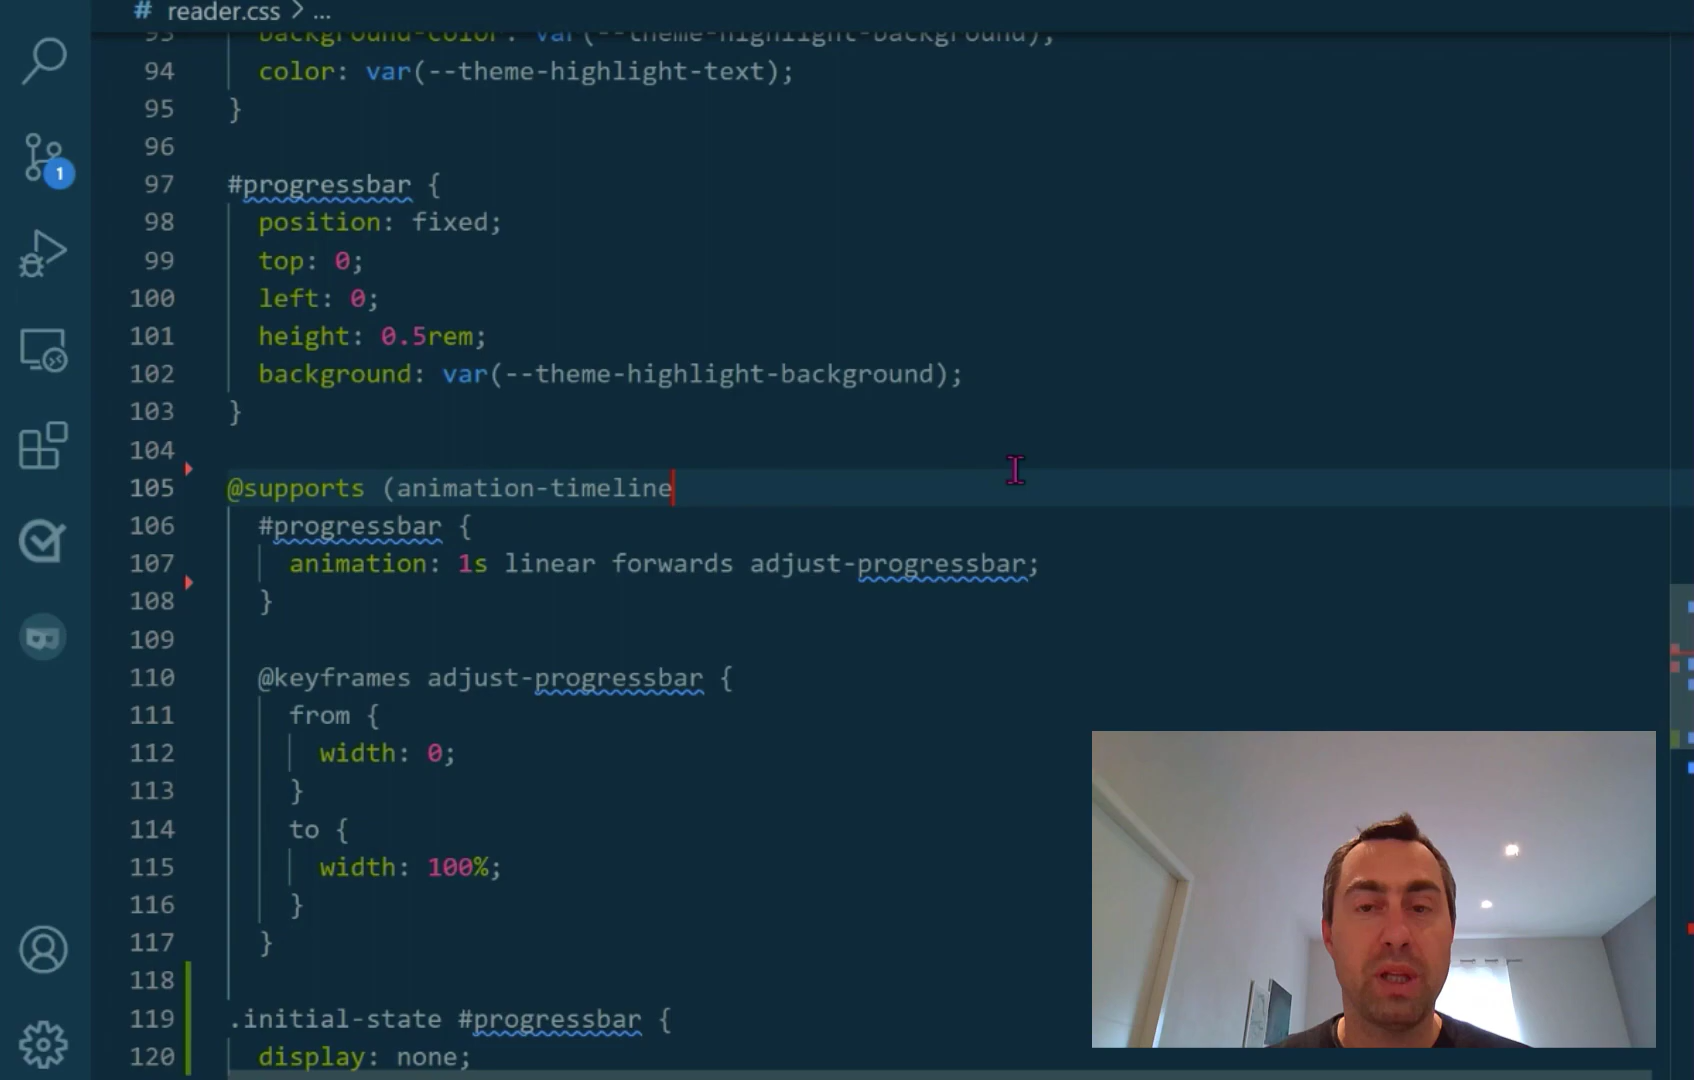 # reader.css > ...
93 background-color: var(--theme-highlight-background);
94 color: var(--theme-highlight-text);
95 }
96
97 #progressbar {
98 position: fixed;
99 top: 0;
100 left: 0;
101 height: 0.5rem;
102 background: var(--theme-highlight-background);
103 }
104
105 @supports (animation-timeline
106 #progressbar {
107 animation: 1s linear forwards adjust-progressbar;
108 }
109
110 @keyframes adjust-progressbar {
111 from {
112 width: 0;
113 }
114 to {
115 width: 100%;
116 }
117 }
118
119 .initial-state #progressbar {
120 display: none;
1